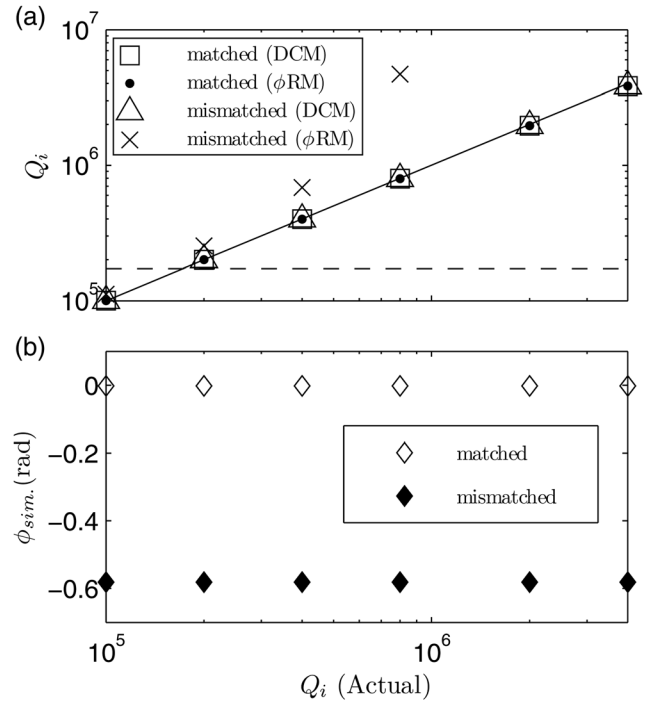 (a)
10^7
matched (DCM)
matched (ϕRM)
mismatched (DCM)
mismatched (ϕRM)
Q_i
10^6
10^5
(b)
0
−0.2
−0.4
−0.6
ϕ_sim. (rad)
matched
mismatched
10^5
10^6
Q_i (Actual)